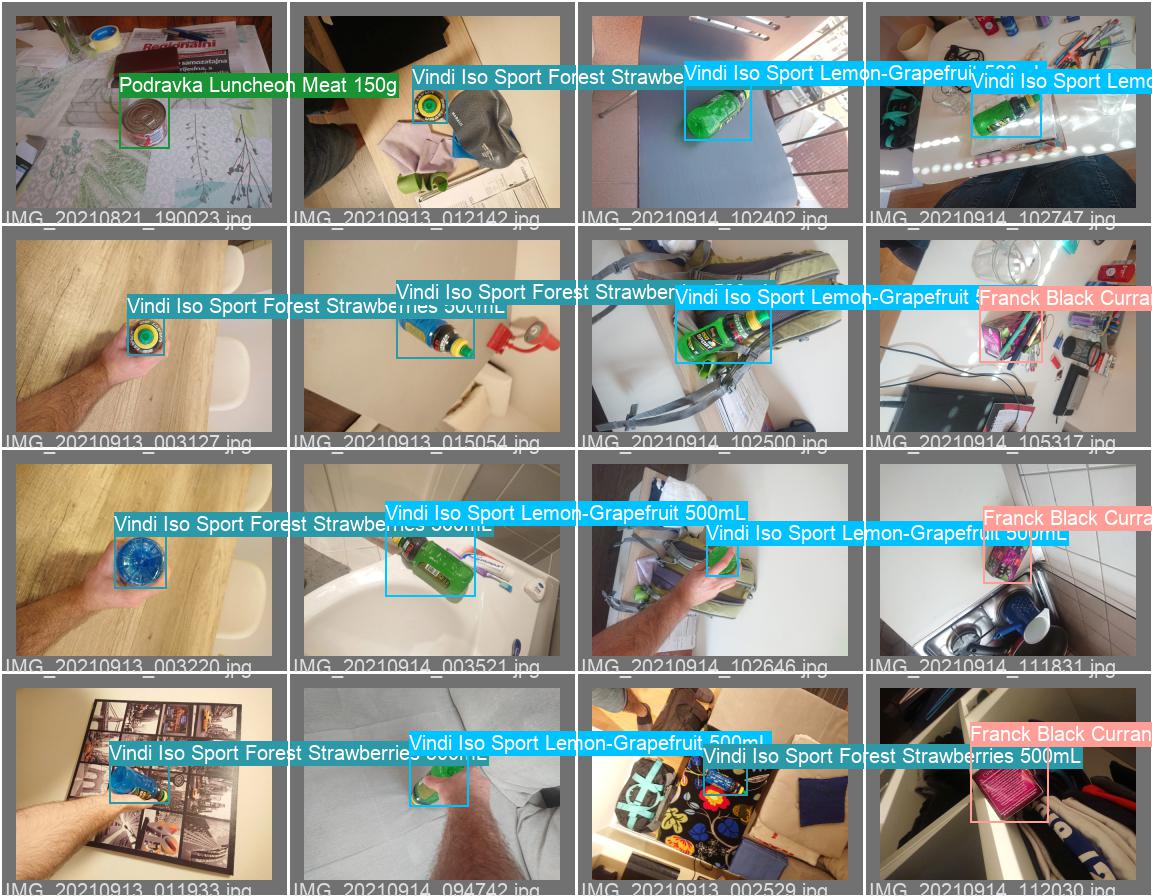 Regionalni
Podravka Luncheon Meat 150g
Vindi Iso Sport Forest Strawbe
Vindi Iso Sport Lemon-Grapefruit
Vindi Iso Sport Lemo
IMG_20210821_190023.jpg
IMG_20210913_012142.jpg
IMG_20210914_102402.jpg
IMG_20210914_102747.jpg
Vindi Iso Sport Forest Strawberries 500mL
Vindi Iso Sport Forest Strawber
Vindi Iso Sport Lemon-Grapefruit
Franck Black Curra
IMG_20210913_003127.jpg
IMG_20210913_015054.jpg
IMG_20210914_102500.jpg
IMG_20210914_105317.jpg
Vindi Iso Sport Forest Strawberries 500mL
Vindi Iso Sport Lemon-Grapefruit 500mL
Vindi Iso Sport Lemon-Grapefruit 500mL
Franck Black Curra
IMG_20210913_003220.jpg
IMG_20210914_003521.jpg
IMG_20210914_102646.jpg
IMG_20210914_111831.jpg
Vindi Iso Sport Forest Strawberries 500mL
Vindi Iso Sport Lemon-Grapefruit 500mL
Vindi Iso Sport Forest Strawberries 500mL
Franck Black Curran
IMG_20210913_011933.jpg
IMG_20210914_094742.jpg
IMG_20210913_002529.jpg
IMG_20210914_112030.jpg